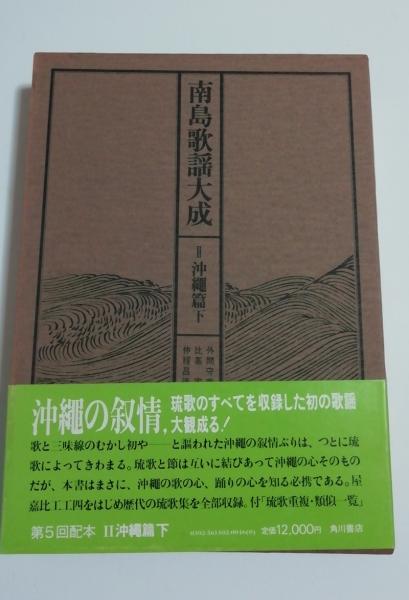 南島歌謡大成
II 沖縄篇下
外間守
比嘉
仲程昌
沖繩の叙情,
琉歌のすべてを収録した初の歌謡
大観成る!
歌と三味線のむかし初や――と謳われた沖縄の叙情ぶりは、つとに琉
歌によってきわまる。琉歌と節は互いに結びあって沖縄の心そのもの
だが、本書はまさに、沖縄の歌の心、踊りの心を知る必携である。屋
嘉比工工四をはじめ歴代の琉歌集を全部収録。付「琉歌重複・類似一覧」
第5回配本 II沖繩篇下
定価12,000円 角川書店